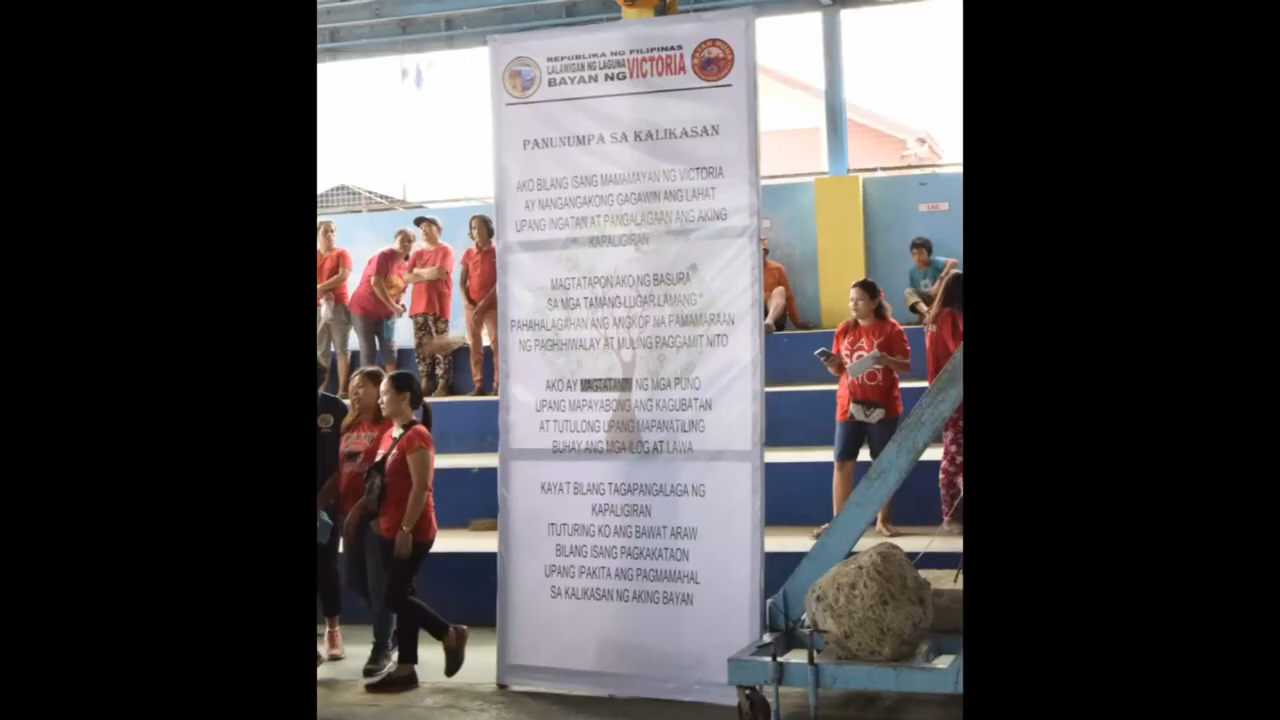 REPUBLIKA NG PILIPINAS
LALAWIGAN NG LAGUNA
BAYAN NG VICTORIA
BAYAN MUNA
PANUNUMPA SA KALIKASAN
AKO BILANG ISANG MAMAMAYAN NG VICTORIA
AY NANGANGAKONG GAGAWIN ANG LAHAT
UPANG INGATAN AT PANGALAGAAN ANG AKING
KAPALIGIRAN
MAGTATAPON AKO NG BASURA
SA MGA TAMANG LUGAR LAMANG
PAHAHALAGAHAN ANG ANGKOP NA PAMAMARAAN
NG PAGHIHIWALAY AT MULING PAGGAMIT NITO
AKO AY MAGTATANIM NG MGA PUNO
UPANG MAPAYABONG ANG KAGUBATAN
AT TUTULONG UPANG MAPANATILING
BUHAY ANG MGA ILOG AT LAWA
KAYA'T BILANG TAGAPANGALAGA NG
KAPALIGIRAN
ITUTURING KO ANG BAWAT ARAW
BILANG ISANG PAGKAKATAON
UPANG IPAKITA ANG PAGMAMAHAL
SA KALIKASAN NG AKING BAYAN